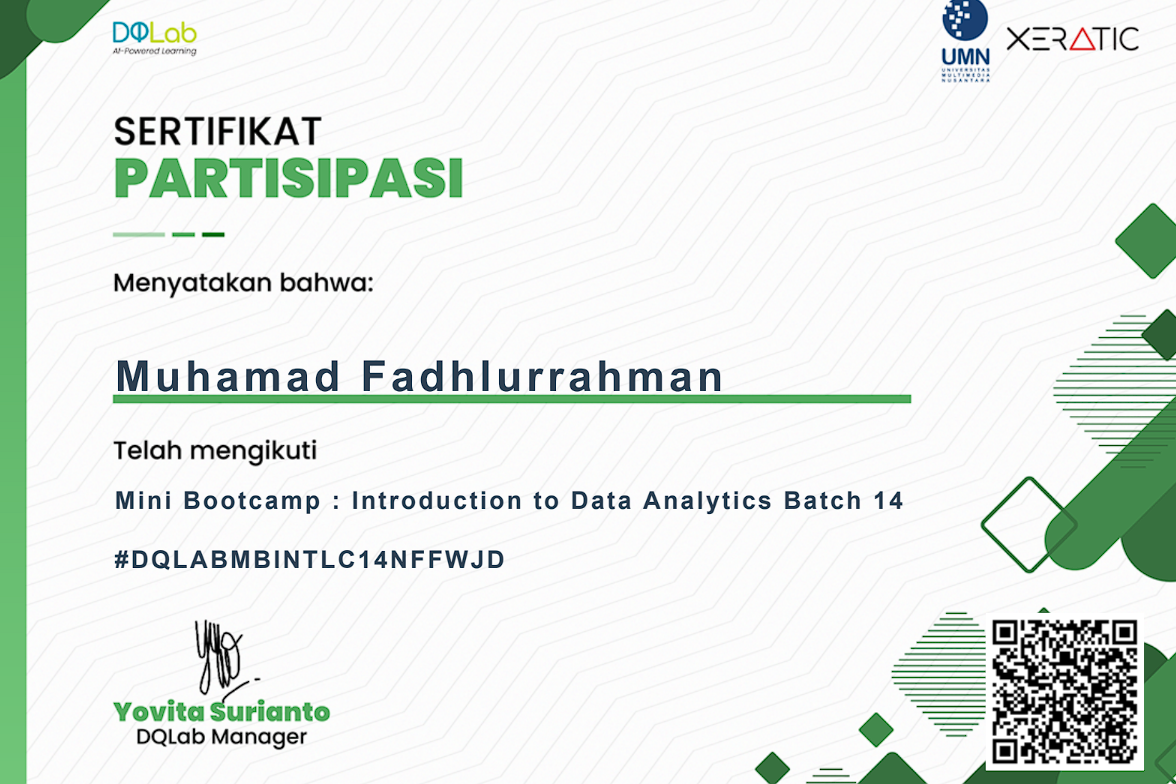 DQLab
AI-Powered Learning
UMN
UNIVERSITAS
MULTIMEDIA
NUSANTARA
XERATIC
SERTIFIKAT
PARTISIPASI
Menyatakan bahwa:
Muhamad Fadhlurrahman
Telah mengikuti
Mini Bootcamp : Introduction to Data Analytics Batch 14
#DQLABMBINTLC14NFFWJD
Yovita Surianto
DQLab Manager